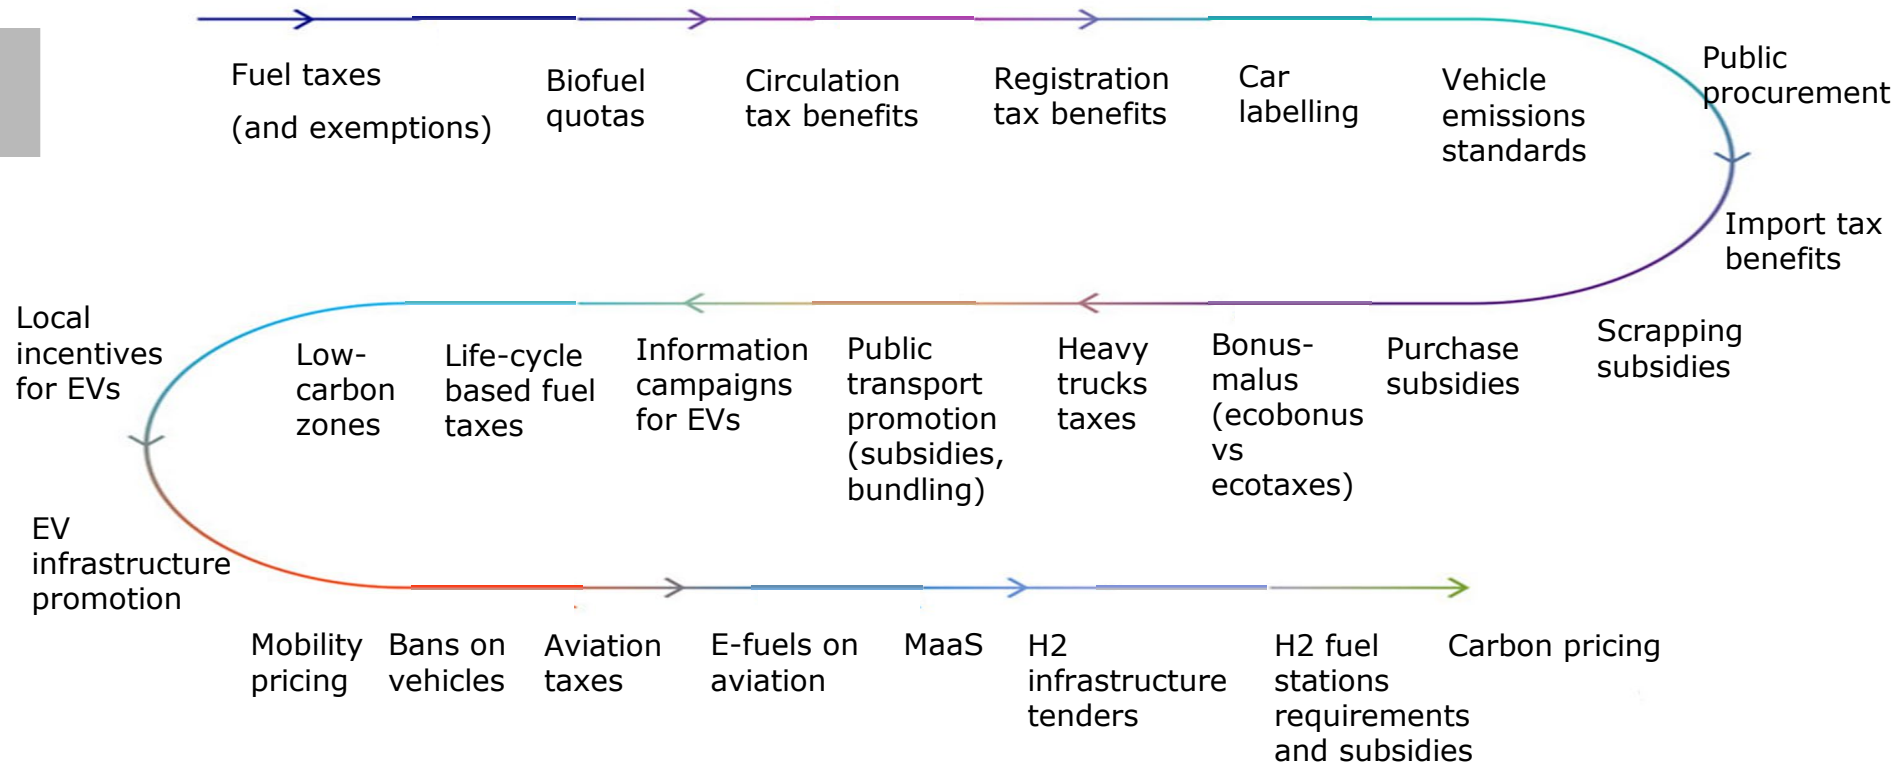 Fuel taxes
(and exemptions)
Biofuel
quotas
Circulation
tax benefits
Registration
tax benefits
Car
labelling
Vehicle
emissions
standards
Public
procurement
Import tax
benefits
Scrapping
subsidies
Purchase
subsidies
Bonus-
malus
(ecobonus
vs
ecotaxes)
Heavy
trucks
taxes
Public
transport
promotion
(subsidies,
bundling)
Information
campaigns
for EVs
Life-cycle
based fuel
taxes
Low-
carbon
zones
Local
incentives
for EVs
EV
infrastructure
promotion
Mobility
pricing
Bans on
vehicles
Aviation
taxes
E-fuels on
aviation
MaaS
H2
infrastructure
tenders
H2 fuel
stations
requirements
and subsidies
Carbon pricing